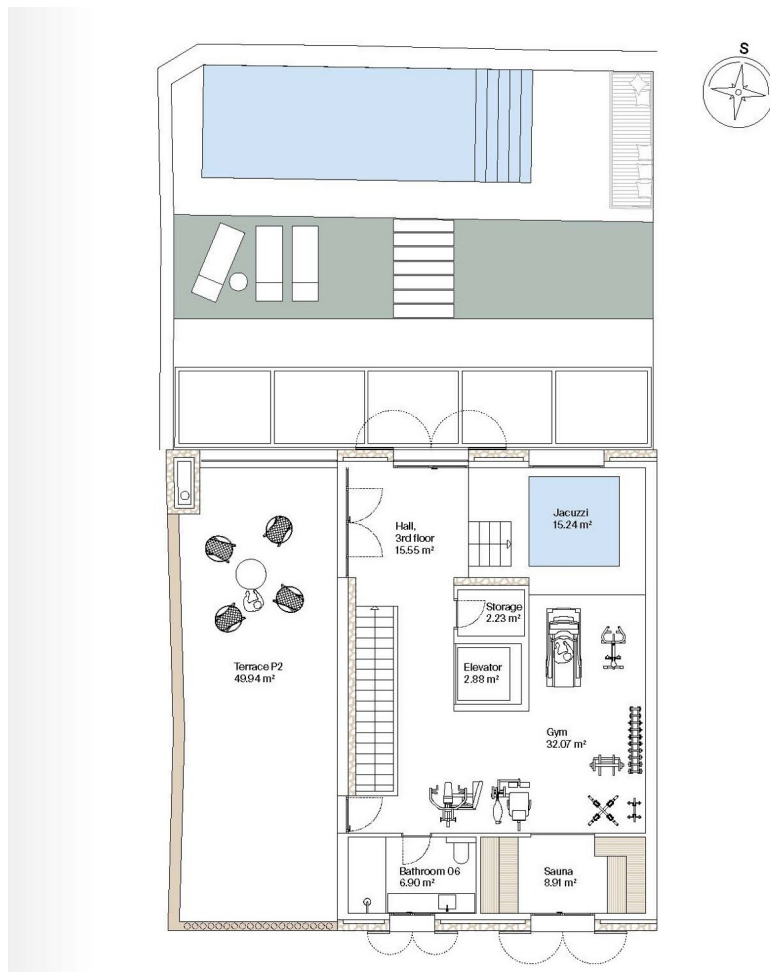 S
Jacuzzi
15.24 m²
Hall,
3rd floor
15.55 m²
Storage
2.23 m²
Elevator
2.88 m²
Terrace P2
49.94 m²
Gym
32.07 m²
Bathroom 06
6.90 m²
Sauna
8.91 m²